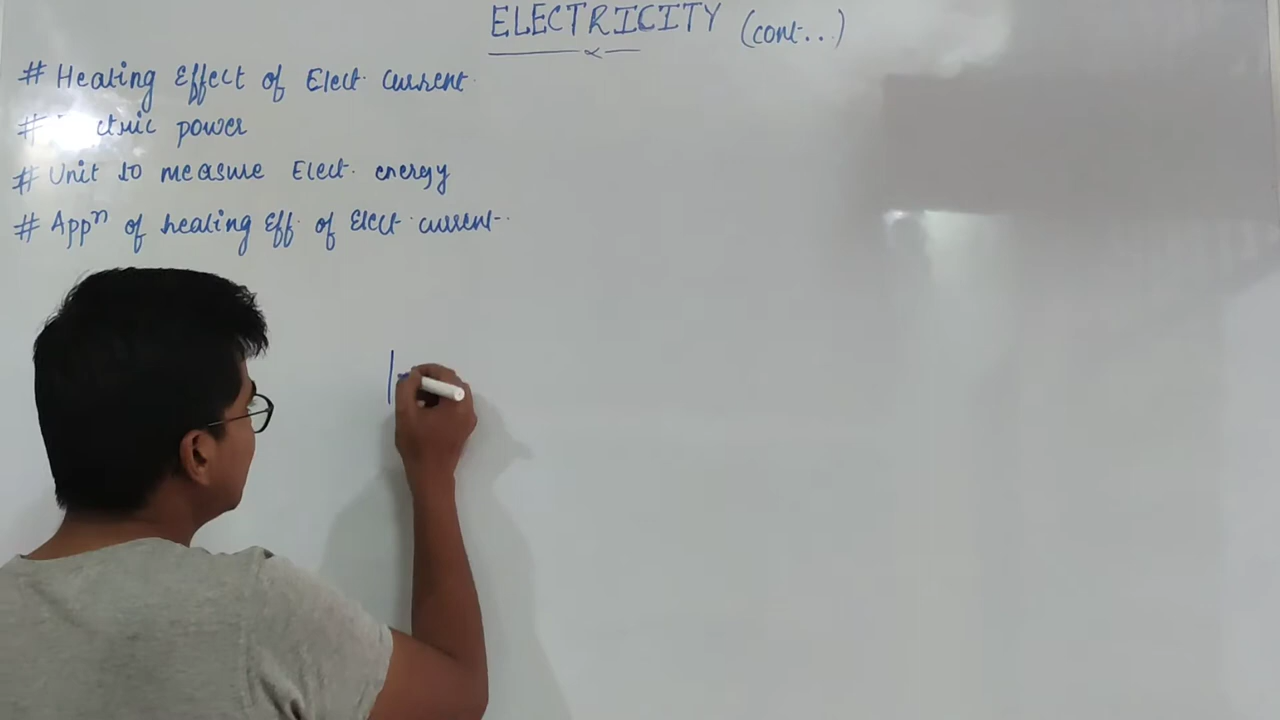 ELECTRICITY (cont...)
# Heating Effect of Elect. current.
# ctric power
# Unit to measure Elect. energy
# Appⁿ of heating Eff. of Elect. current..